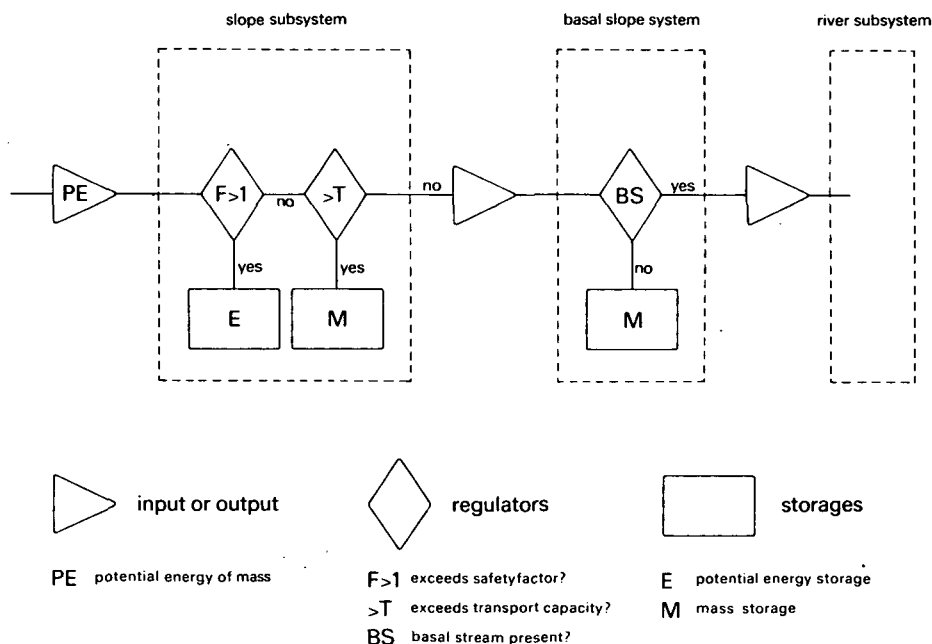 slope subsystem
basal slope system
river subsystem
PE
F>1
no
>T
no
BS
yes
yes
yes
no
E
M
M
input or output
regulators
storages
PE potential energy of mass
F>1 exceeds safetyfactor?
E potential energy storage
>T exceeds transport capacity?
M mass storage
BS basal stream present?